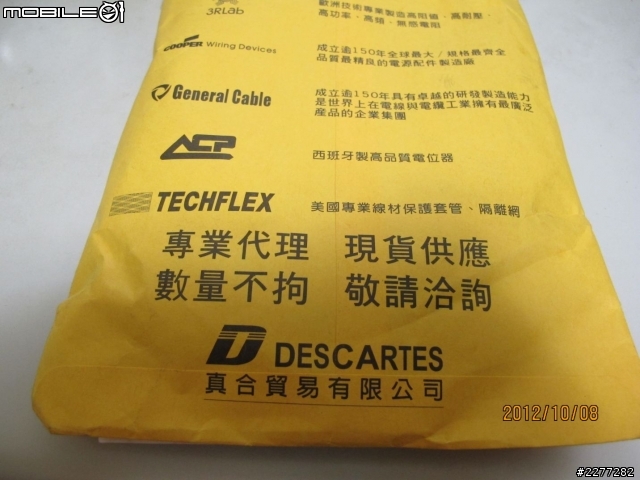 MOBILE01
3RLab
歐洲技術專業製造高阻值、高耐壓、
高功率、高頻、無感電阻
COOPER Wiring Devices
成立逾150年全球最大/規格最齊全
品質最精良的電源配件製造廠
General Cable
成立逾150年具有卓越的研發製造能力
是世界上在電線與電纜工業擁有最廣泛
産品的企業集團
ACP
西班牙製高品質電位器
TECHFLEX
美國專業線材保護套管、隔離網
專業代理 現貨供應
數量不拘 敬請洽詢
D DESCARTES
真合貿易有限公司
2012/10/08
#2277282